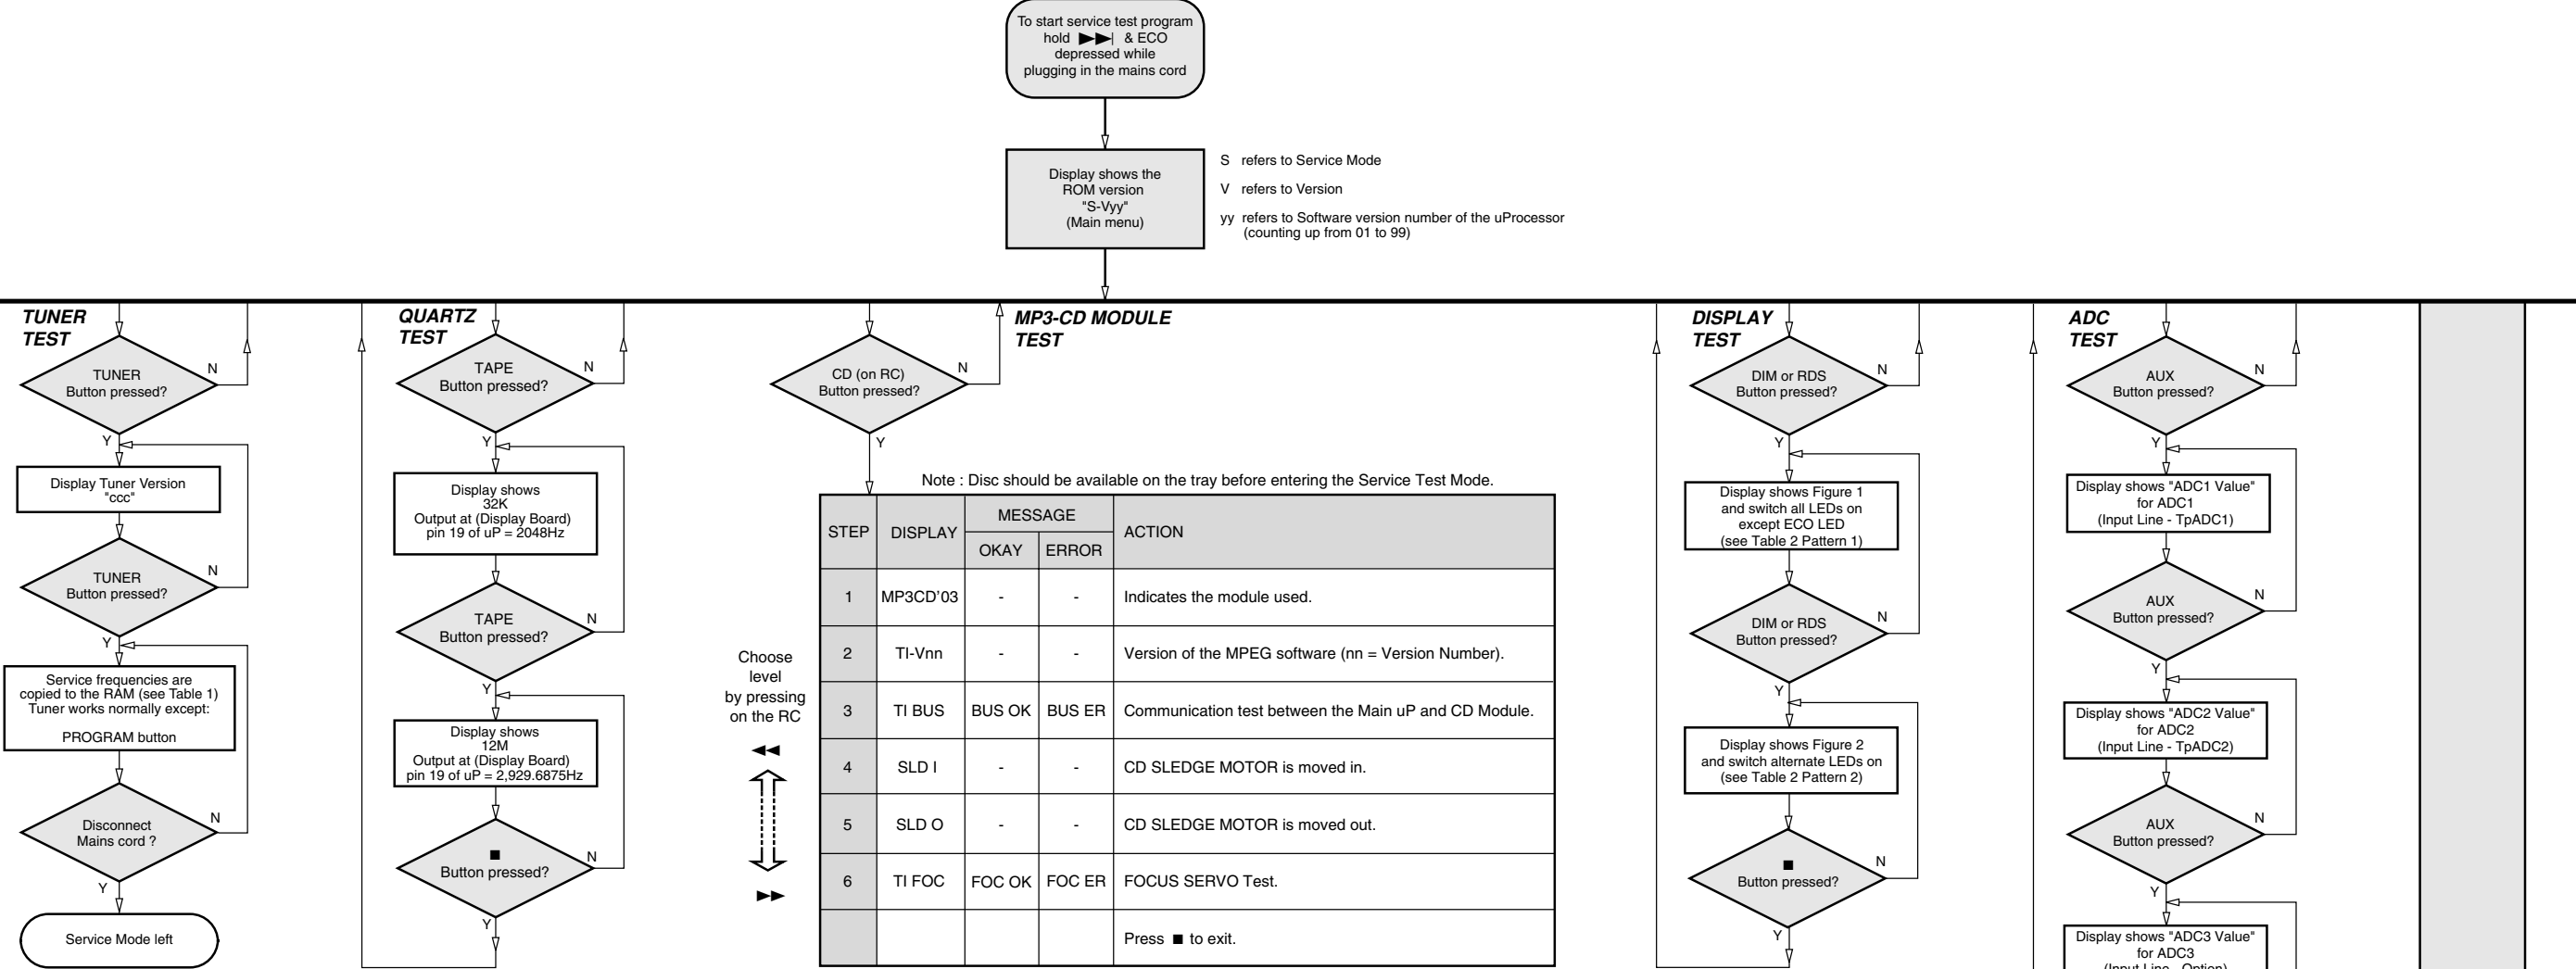 To start service test program
hold ▶▶| & ECO
depressed while
plugging in the mains cord
Display shows the
ROM version
"S-Vyy"
(Main menu)
S refers to Service Mode
V refers to Version
yy refers to Software version number of the uProcessor
(counting up from 01 to 99)
TUNER
TEST
TUNER
Button pressed?
N
Y
Display Tuner Version
"ccc"
TUNER
Button pressed?
N
Y
Service frequencies are
copied to the RAM (see Table 1)
Tuner works normally except:
PROGRAM button
Disconnect
Mains cord ?
N
Y
Service Mode left
QUARTZ
TEST
TAPE
Button pressed?
N
Y
Display shows
32K
Output at (Display Board)
pin 19 of uP = 2048Hz
TAPE
Button pressed?
N
Y
Display shows
12M
Output at (Display Board)
pin 19 of uP = 2,929.6875Hz
■
Button pressed?
N
Y
MP3-CD MODULE
TEST
CD (on RC)
Button pressed?
N
Y
Note : Disc should be available on the tray before entering the Service Test Mode.
Choose
level
by pressing
on the RC
◀◀
▶▶
STEP DISPLAY MESSAGE ACTION
OKAY ERROR
1 MP3CD'03 - - Indicates the module used.
2 TI-Vnn - - Version of the MPEG software (nn = Version Number).
3 TI BUS BUS OK BUS ER Communication test between the Main uP and CD Module.
4 SLD I - - CD SLEDGE MOTOR is moved in.
5 SLD O - - CD SLEDGE MOTOR is moved out.
6 TI FOC FOC OK FOC ER FOCUS SERVO Test.
Press ■ to exit.
DISPLAY
TEST
DIM or RDS
Button pressed?
N
Y
Display shows Figure 1
and switch all LEDs on
except ECO LED
(see Table 2 Pattern 1)
DIM or RDS
Button pressed?
N
Y
Display shows Figure 2
and switch alternate LEDs on
(see Table 2 Pattern 2)
■
Button pressed?
N
Y
ADC
TEST
AUX
Button pressed?
N
Y
Display shows "ADC1 Value"
for ADC1
(Input Line - TpADC1)
AUX
Button pressed?
N
Y
Display shows "ADC2 Value"
for ADC2
(Input Line - TpADC2)
AUX
Button pressed?
N
Y
Display shows "ADC3 Value"
for ADC3
(Input Line - Option)